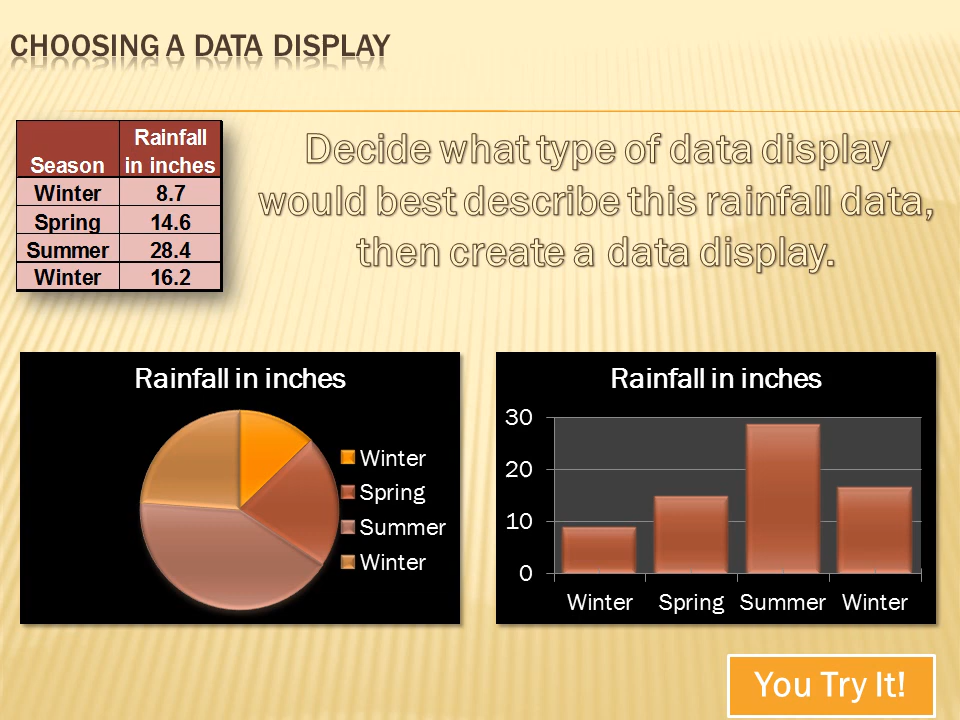 CHOOSING A DATA DISPLAY
Rainfall
Season in inches
Winter 8.7
Spring 14.6
Summer 28.4
Winter 16.2
Decide what type of data display
would best describe this rainfall data,
then create a data display.
Rainfall in inches
Winter
Spring
Summer
Winter
Rainfall in inches
30
20
10
0
Winter Spring Summer Winter
You Try It!